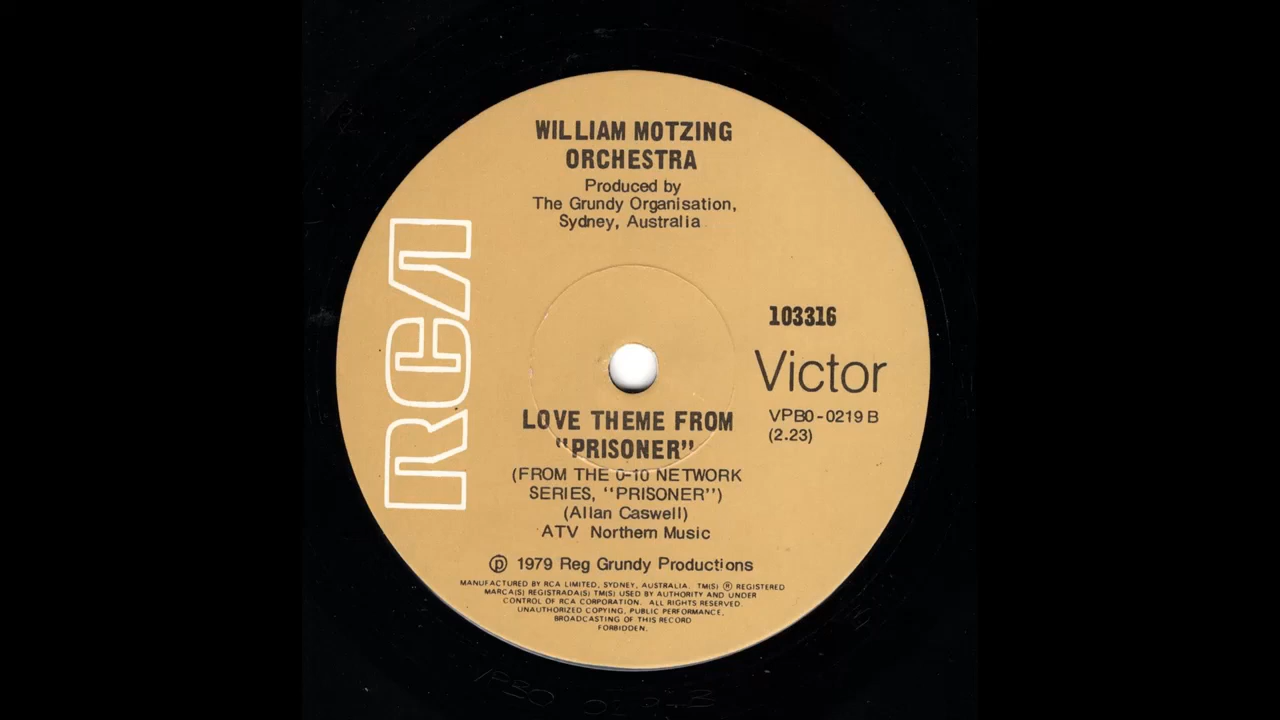 WILLIAM MOTZING
ORCHESTRA
Produced by
The Grundy Organisation,
Sydney, Australia
RCA
103316
Victor
VPB0-0219 B
(2.23)
LOVE THEME FROM
"PRISONER"
(FROM THE 0-10 NETWORK
SERIES, "PRISONER")
(Allan Caswell)
ATV Northern Music
℗ 1979 Reg Grundy Productions
MANUFACTURED BY RCA LIMITED, SYDNEY, AUSTRALIA. TM(S) ® REGISTERED
MARCA(S) REGISTRADA(S) TM(S) USED BY AUTHORITY AND UNDER
CONTROL OF RCA CORPORATION. ALL RIGHTS RESERVED.
UNAUTHORIZED COPYING, PUBLIC PERFORMANCE,
BROADCASTING OF THIS RECORD
FORBIDDEN.